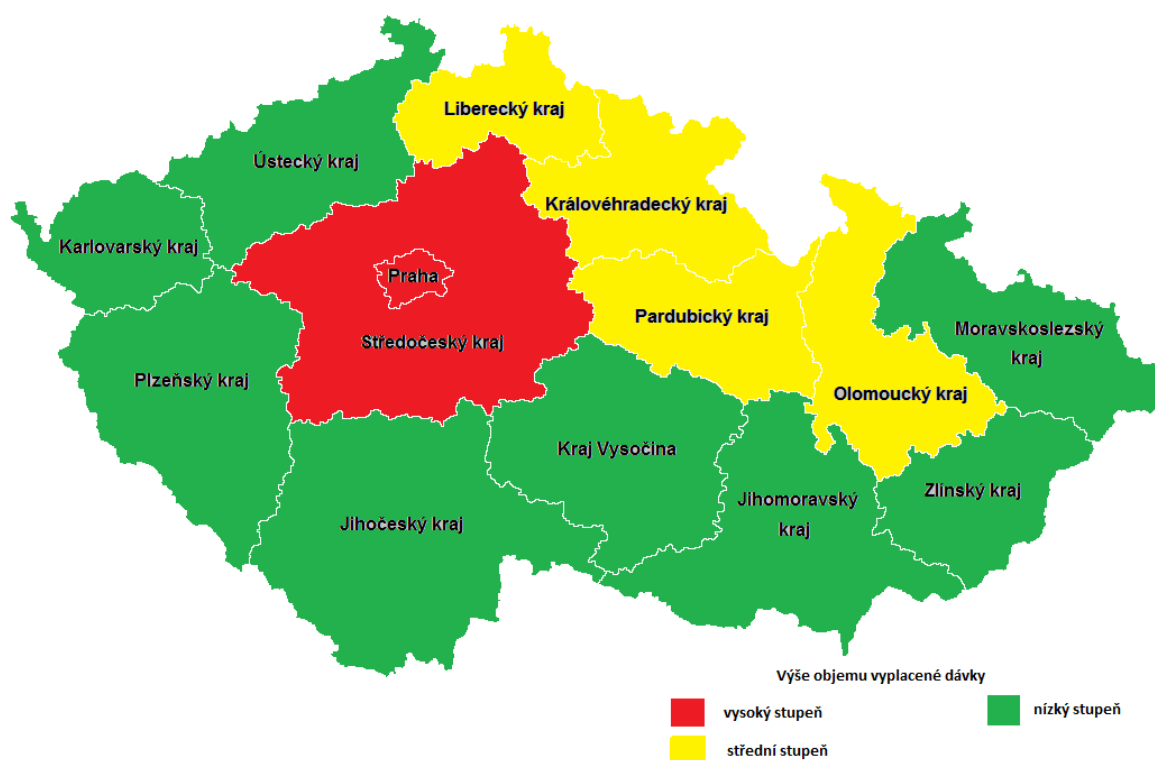 Liberecký kraj
Ústecký kraj
Královéhradecký kraj
Karlovarský kraj
Praha
Pardubický kraj
Středočeský kraj
Moravskoslezský
kraj
Plzeňský kraj
Olomoucký kraj
Kraj Vysočina
Zlínský kraj
Jihomoravský
kraj
Jihočeský kraj
Výše objemu vyplacené dávky
vysoký stupeň
nízký stupeň
střední stupeň